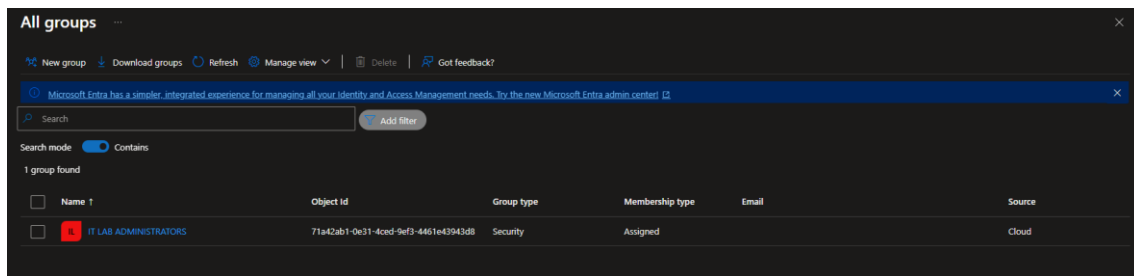 All groups ...
New group Download groups Refresh Manage view Delete Got feedback?
Microsoft Entra has a simpler, integrated experience for managing all your Identity and Access Management needs. Try the new Microsoft Entra admin center!
Search Add filter
Search mode Contains
1 group found
Name ↑ Object Id Group type Membership type Email Source
IL IT LAB ADMINISTRATORS 71a42ab1-0e31-4ced-9ef3-4461e43943d8 Security Assigned Cloud